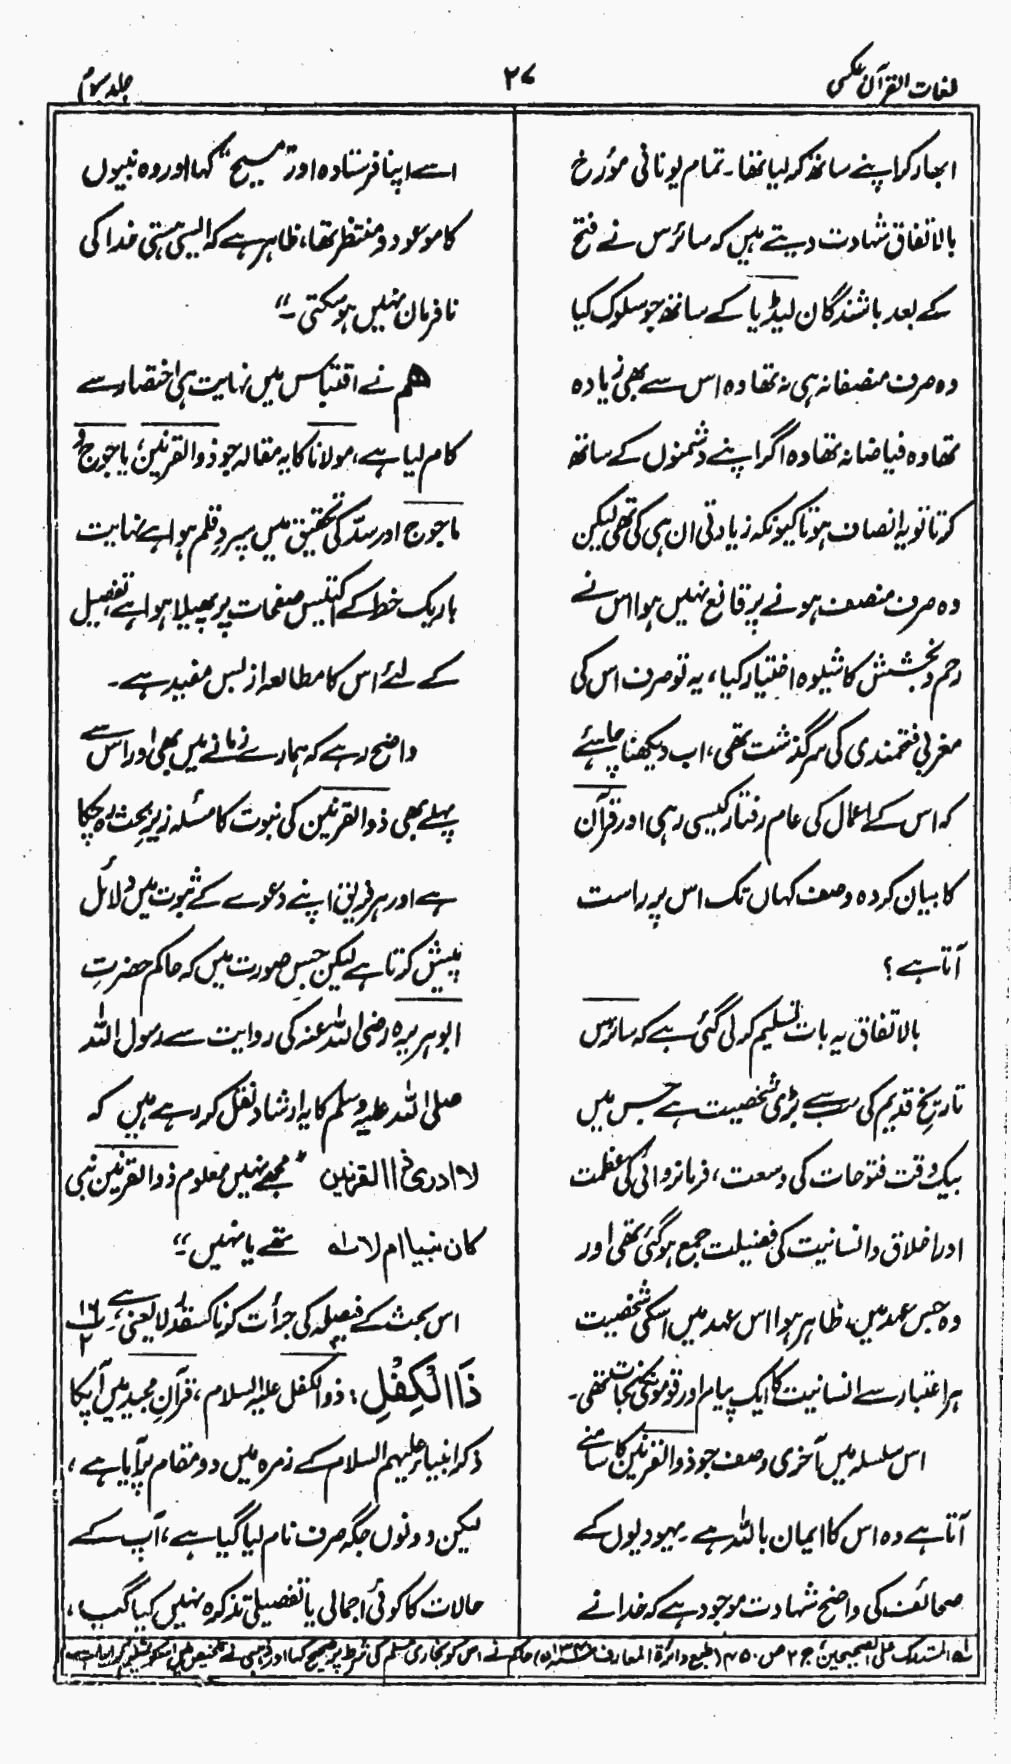 لغات القرآن عکسی
۲۷
جلد سوم
ابھار کر اپنے ساتھ کر لیا تھا۔ تمام یونانی مؤرخ
بالاتفاق شہادت دیتے ہیں کہ سائرس نے فتح
کے بعد باشندگان لیڈیا کے ساتھ جو سلوک کیا
وہ صرف منصفانہ ہی نہ تھا وہ اس سے بھی زیادہ
تھا وہ فیاضانہ تھا وہ اگر اپنے دشمنوں کے ساتھ
کرتا تو یہ انصاف ہوتا کیونکہ زیادتی ان ہی کی تھی لیکن
وہ صرف منصف ہونے پر قانع نہیں ہوا اس نے
رحم و بخشش کا شیوہ اختیار کیا، یہ تو صرف اس کی
مغربی فتحمندی کی سرگذشت تھی، اب دیکھنا چاہئے
کہ اس کے اعمال کی عام رفتار کیسی رہی اور قرآن
کا بیان کردہ وصف کہاں تک اس پر راست
آتا ہے؟
بالاتفاق یہ بات تسلیم کر لی گئی ہے کہ سائرس
تاریخ قدیم کی سب سے بڑی شخصیت ہے جس میں
بیک وقت فتوحات کی وسعت، فرمانروائی کی عظمت
اور اخلاق و انسانیت کی فضیلت جمع ہو گئی تھی اور
وہ جس عہد میں ظاہر ہوا اس عہد میں اسکی شخصیت
ہر اعتبار سے انسانیت کا ایک پیام اور قوموں کی نجات تھی۔
اس سلسلہ میں آخری وصف جو ذوالقرنین کا سامنے
آتا ہے وہ اس کا ایمان باللہ ہے۔ یہودیوں کے
صحائف کی واضح شہادت موجود ہے کہ خدا نے
اسے اپنا فرستادہ اور "مسیح" کہا اور وہ نبیوں
کا موعود و منتظر تھا، ظاہر ہے کہ ایسی ہستی خدا کی
نافرمان نہیں ہو سکتی۔"
ہم نے اقتباس میں نہایت ہی اختصار سے
کام لیا ہے، مولانا کا یہ مقالہ جو ذوالقرنین، یاجوج و
ماجوج اور سد کی تحقیق میں سپرد قلم ہوا ہے نہایت
باریک خط کے اکتیس صفحات پر پھیلا ہوا ہے تفصیل
کے لئے اس کا مطالعہ از بس مفید ہے۔
واضح رہے کہ ہمارے زمانے میں بھی اور اس سے
پہلے بھی ذوالقرنین کی نبوت کا مسئلہ زیر بحث رہ چکا
ہے اور ہر فریق اپنے دعوے کے ثبوت میں دلائل
پیش کرتا ہے لیکن جس صورت میں کہ حاکم حضرت
ابوہریرہ رضی اللہ عنہ کی روایت سے رسول اللہ
صلی اللہ علیہ وسلم کا یہ ارشاد نقل کر رہے ہیں کہ
لا ادری ذا القرنین "مجھے نہیں معلوم ذوالقرنین نبی
کان نبیا ام لا لہ تھے یا نہیں"
اس بحث کے فیصلہ کی جرأت کرنا کسقدر لا یعنی ہے، ۱۶/۲
ذَا الْكِفْلِ: ذو الکفل علیہ السلام، قرآن مجید میں آپکا
ذکر انبیاء علیہم السلام کے زمرہ میں دو مقام پر آیا ہے،
لیکن دونوں جگہ صرف نام لیا گیا ہے، آپ کے
حالات کا کوئی اجمالی یا تفصیلی تذکرہ نہیں کیا گیا،
لہ المستدرک علی الصحیحین، ج ۲ ص ۴۵۰ (طبع دائرة المعارف) حاکم نے اس کو بخاری مسلم کی شرط پر صحیح کہا اور ذہبی نے تلخیص میں